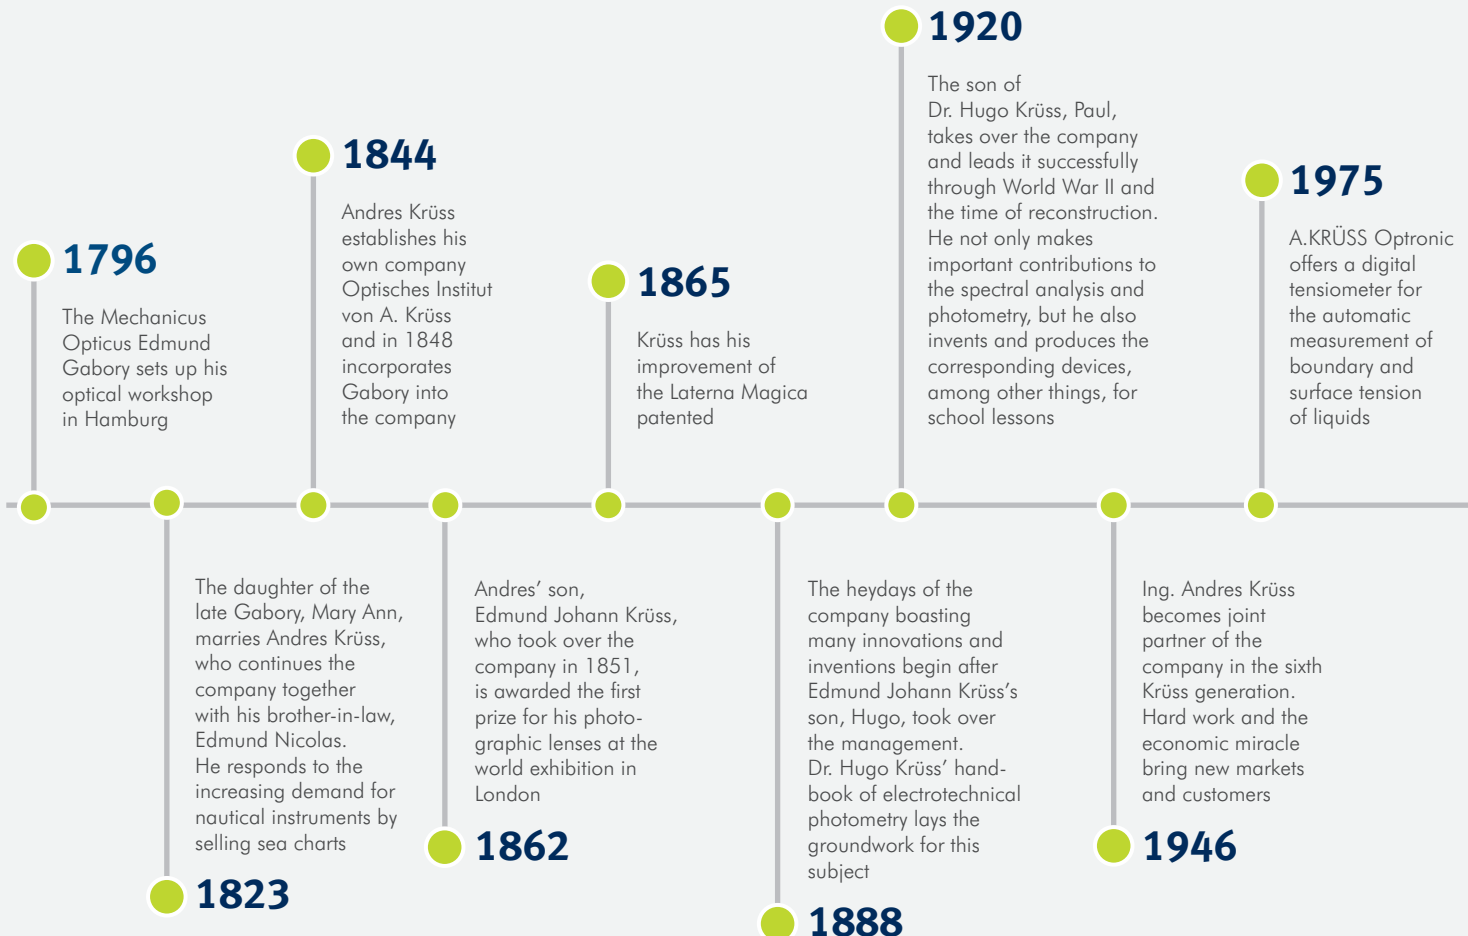 1796
The Mechanicus
Opticus Edmund
Gabory sets up his
optical workshop
in Hamburg
The daughter of the
late Gabory, Mary Ann,
marries Andres Krüss,
who continues the
company together
with his brother-in-law,
Edmund Nicolas.
He responds to the
increasing demand for
nautical instruments by
selling sea charts
1823
1844
Andres Krüss
establishes his
own company
Optisches Institut
von A. Krüss
and in 1848
incorporates
Gabory into
the company
Andres’ son,
Edmund Johann Krüss,
who took over the
company in 1851,
is awarded the first
prize for his photo-
graphic lenses at the
world exhibition in
London
1862
1865
Krüss has his
improvement of
the Laterna Magica
patented
The heydays of the
company boasting
many innovations and
inventions begin after
Edmund Johann Krüss’s
son, Hugo, took over
the management.
Dr. Hugo Krüss’ hand-
book of electrotechnical
photometry lays the
groundwork for this
subject
1888
1920
The son of
Dr. Hugo Krüss, Paul,
takes over the company
and leads it successfully
through World War II and
the time of reconstruction.
He not only makes
important contributions to
the spectral analysis and
photometry, but he also
invents and produces the
corresponding devices,
among other things, for
school lessons
Ing. Andres Krüss
becomes joint
partner of the
company in the sixth
Krüss generation.
Hard work and the
economic miracle
bring new markets
and customers
1946
1975
A.KRÜSS Optronic
offers a digital
tensiometer for
the automatic
measurement of
boundary and
surface tension
of liquids